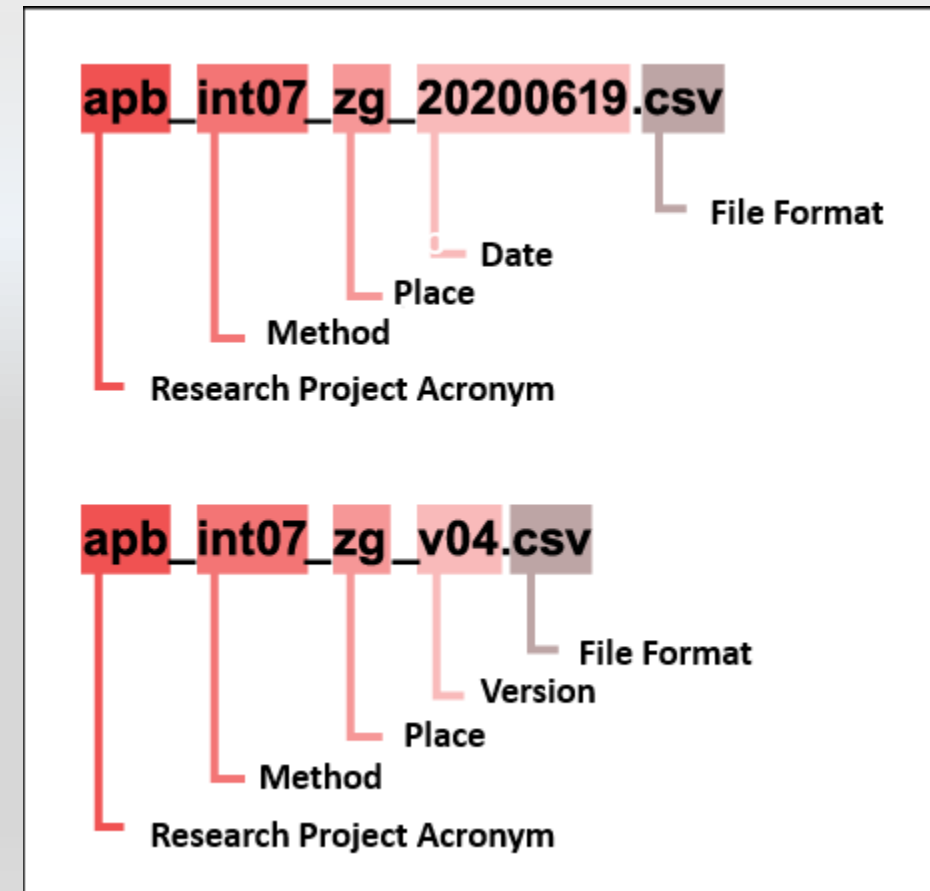 apb_int07_zg_20200619.csv
File Format
Date
Place
Method
Research Project Acronym
apb_int07_zg_v04.csv
File Format
Version
Place
Method
Research Project Acronym